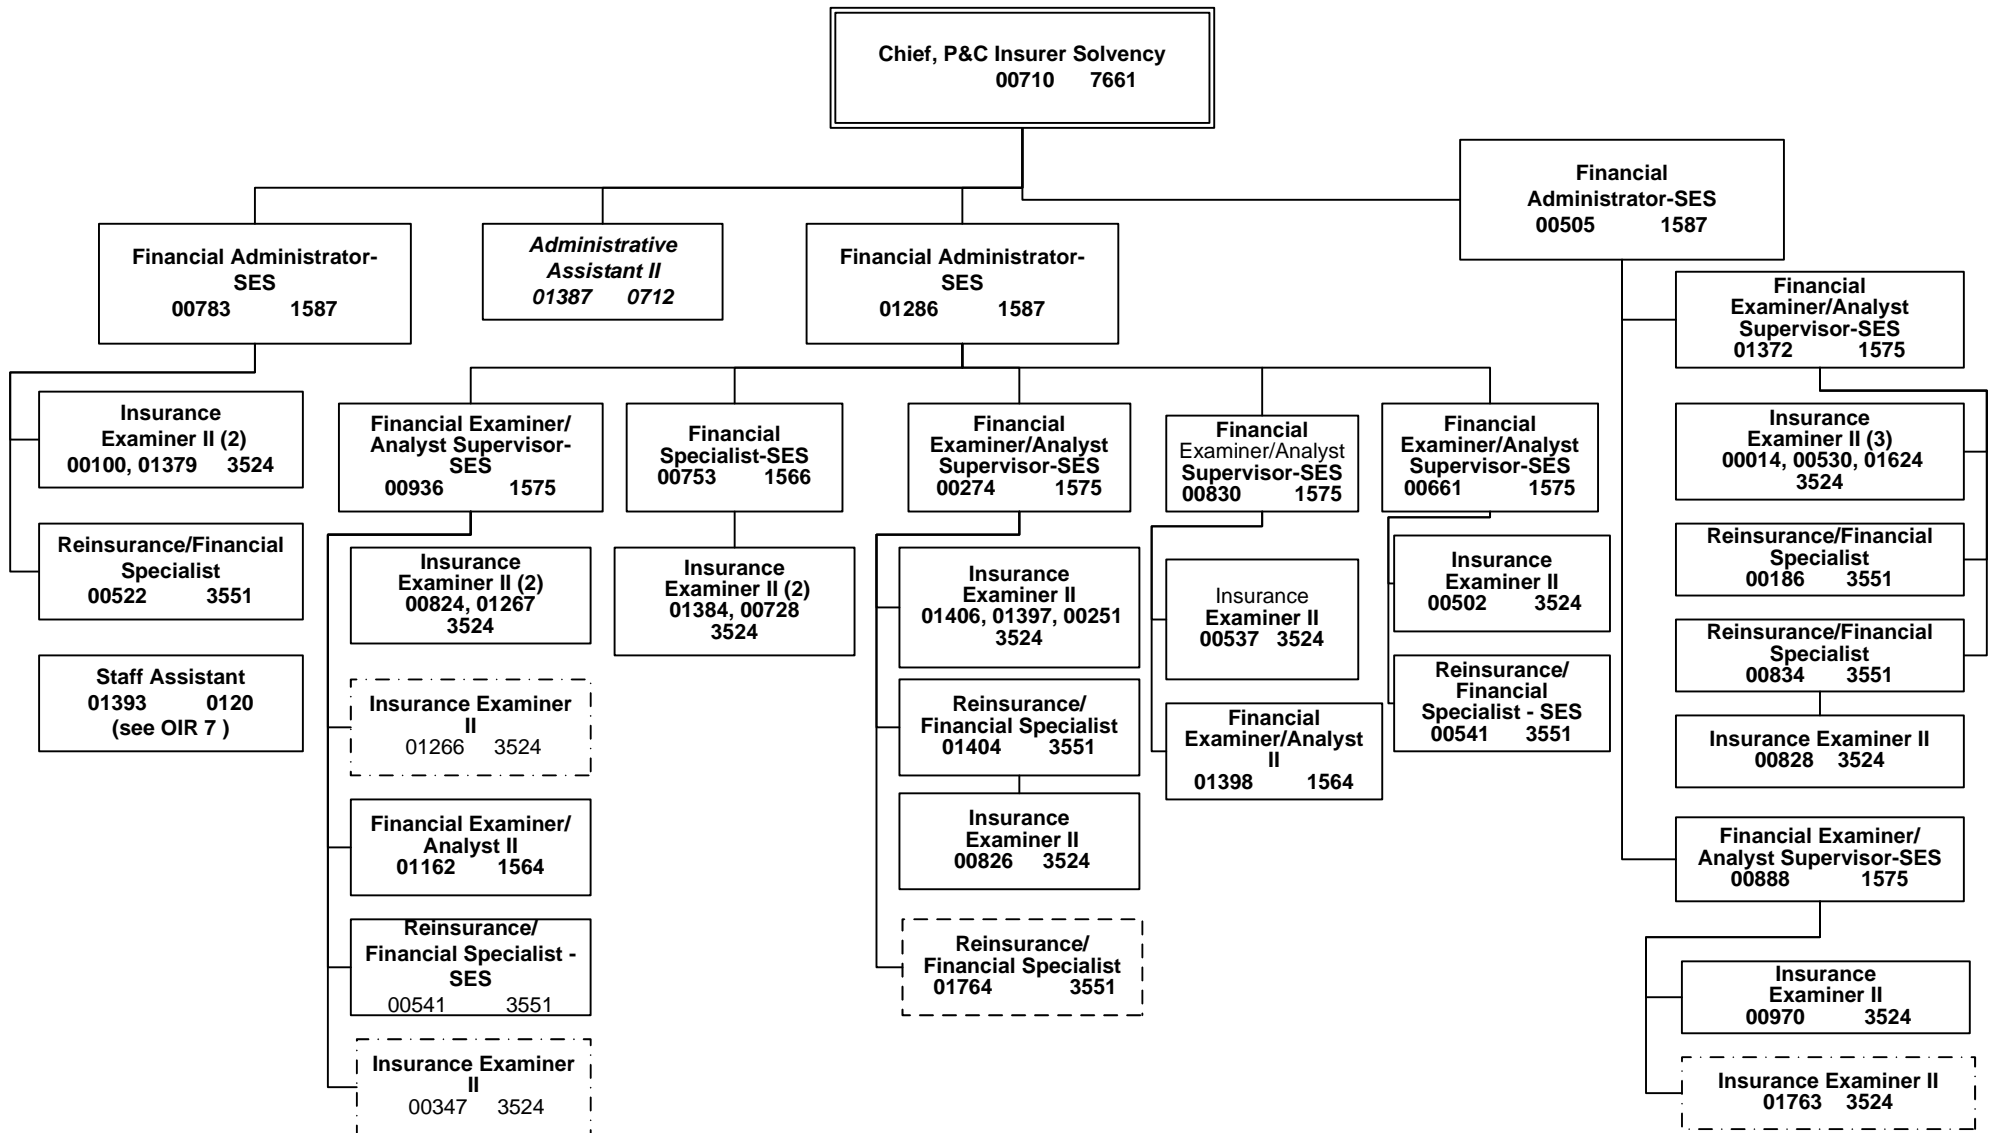 Chief, P&C Insurer Solvency
00710 7661
Financial
Administrator-SES
00505 1587
Financial Administrator-
SES
00783 1587
Administrative
Assistant II
01387 0712
Financial Administrator-
SES
01286 1587
Financial
Examiner/Analyst
Supervisor-SES
01372 1575
Insurance
Examiner II (2)
00100, 01379 3524
Reinsurance/Financial
Specialist
00522 3551
Staff Assistant
01393 0120
(see OIR 7 )
Financial Examiner/
Analyst Supervisor-
SES
00936 1575
Insurance
Examiner II (2)
00824, 01267
3524
Insurance Examiner
II
01266 3524
Financial Examiner/
Analyst II
01162 1564
Reinsurance/
Financial Specialist -
SES
00541 3551
Insurance Examiner
II
00347 3524
Financial
Specialist-SES
00753 1566
Insurance
Examiner II (2)
01384, 00728
3524
Financial
Examiner/Analyst
Supervisor-SES
00274 1575
Insurance
Examiner II
01406, 01397, 00251
3524
Reinsurance/
Financial Specialist
01404 3551
Insurance
Examiner II
00826 3524
Reinsurance/
Financial Specialist
01764 3551
Financial
Examiner/Analyst
Supervisor-SES
00830 1575
Insurance
Examiner II
00537 3524
Financial
Examiner/Analyst
II
01398 1564
Financial
Examiner/Analyst
Supervisor-SES
00661 1575
Insurance
Examiner II
00502 3524
Reinsurance/
Financial
Specialist - SES
00541 3551
Insurance
Examiner II (3)
00014, 00530, 01624
3524
Reinsurance/Financial
Specialist
00186 3551
Reinsurance/Financial
Specialist
00834 3551
Insurance Examiner II
00828 3524
Financial Examiner/
Analyst Supervisor-SES
00888 1575
Insurance
Examiner II
00970 3524
Insurance Examiner II
01763 3524